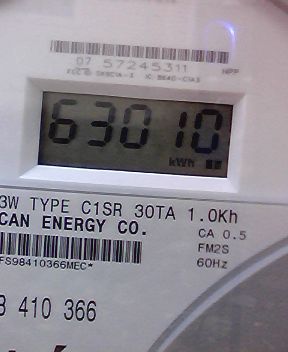 07 57245311
NPP
63010
kWh
3W TYPE C1SR 30TA 1.0Kh
CAN ENERGY CO.
CA 0.5
FM2S
FS98410366MEC*
60Hz
410 366